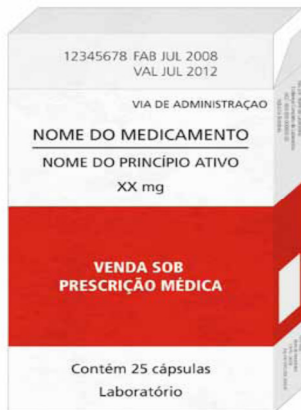 12345678 FAB JUL 2008
VAL JUL 2012
VIA DE ADMINISTRAÇAO
NOME DO MEDICAMENTO
NOME DO PRINCÍPIO ATIVO
XX mg
VENDA SOB
PRESCRIÇÃO MÉDICA
Contém 25 cápsulas
Laboratório